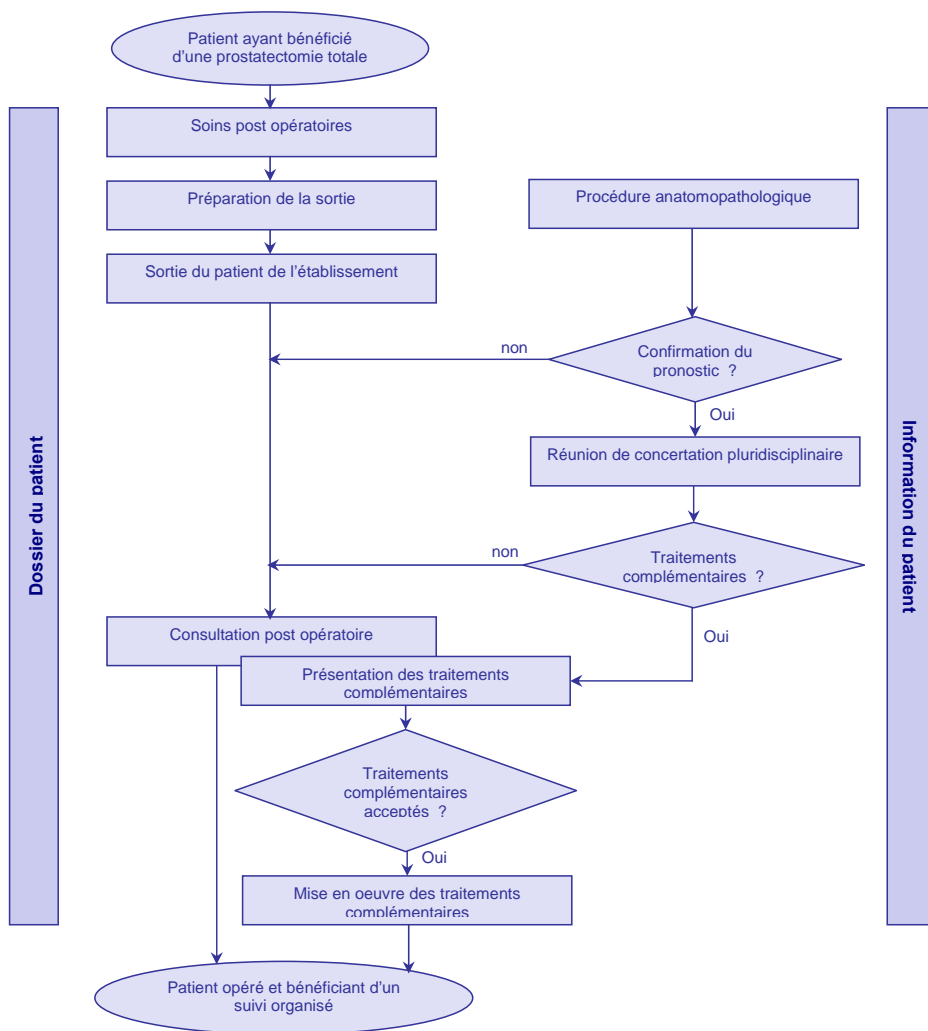 Patient ayant bénéficié
d'une prostatectomie totale
Soins post opératoires
Préparation de la sortie
Procédure anatomopathologique
Sortie du patient de l'établissement
non
Confirmation du
pronostic ?
Oui
Réunion de concertation pluridisciplinaire
non
Traitements
complémentaires ?
Oui
Consultation post opératoire
Présentation des traitements
complémentaires
Traitements
complémentaires
acceptés ?
Oui
Mise en oeuvre des traitements
complémentaires
Patient opéré et bénéficiant d'un
suivi organisé
Dossier du patient
Information du patient